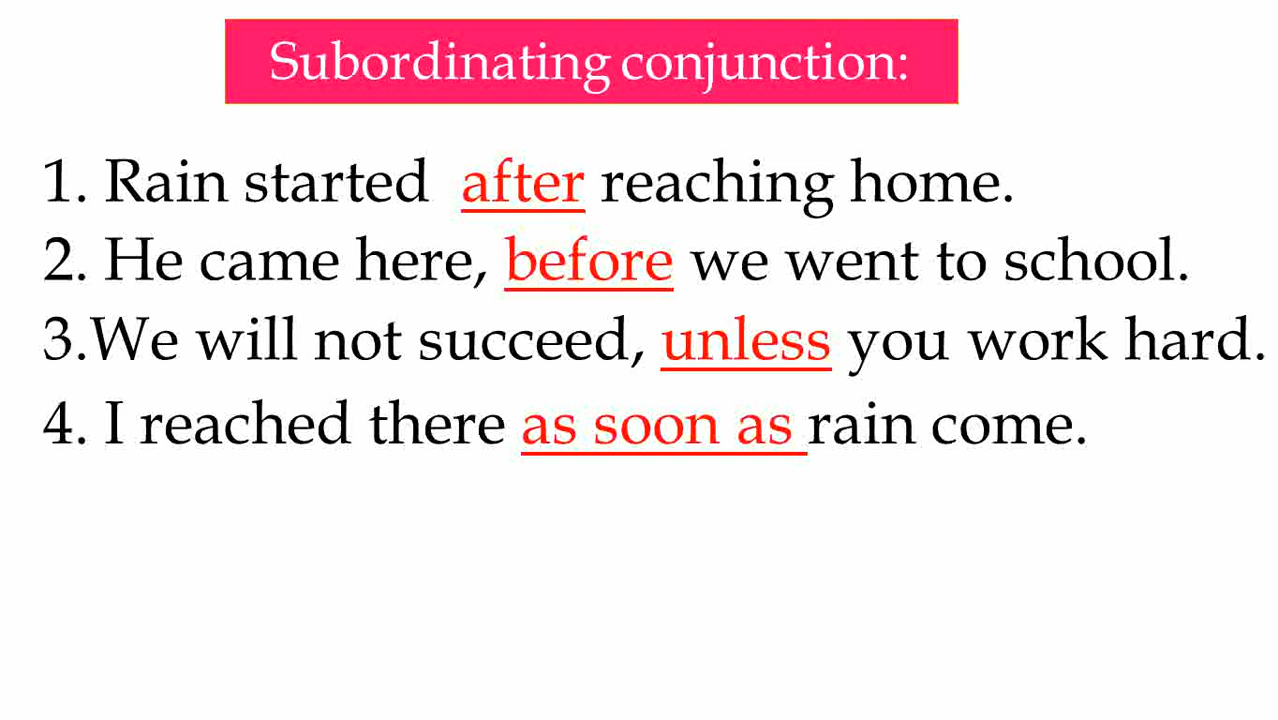 Subordinating conjunction:
1. Rain started after reaching home.
2. He came here, before we went to school.
3.We will not succeed, unless you work hard.
4. I reached there as soon as rain come.